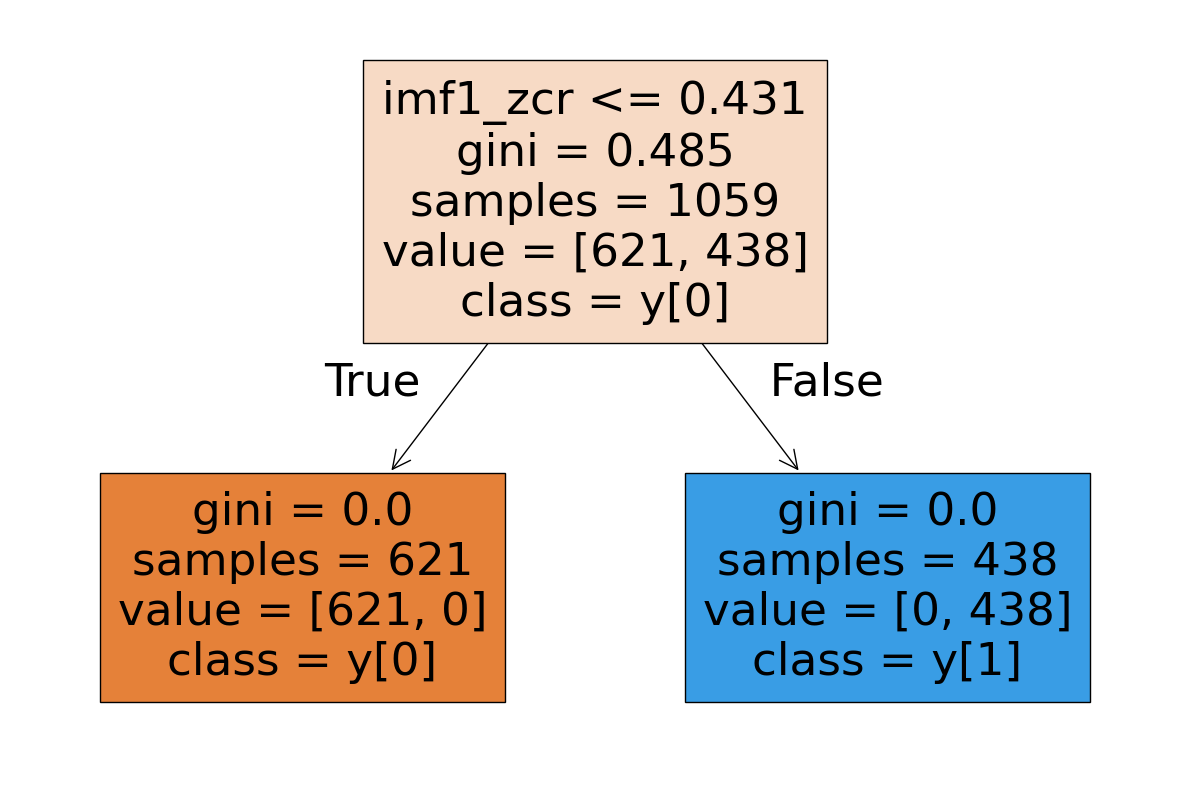 imf1_zcr <= 0.431
gini = 0.485
samples = 1059
value = [621, 438]
class = y[0]
True
False
gini = 0.0
samples = 621
value = [621, 0]
class = y[0]
gini = 0.0
samples = 438
value = [0, 438]
class = y[1]